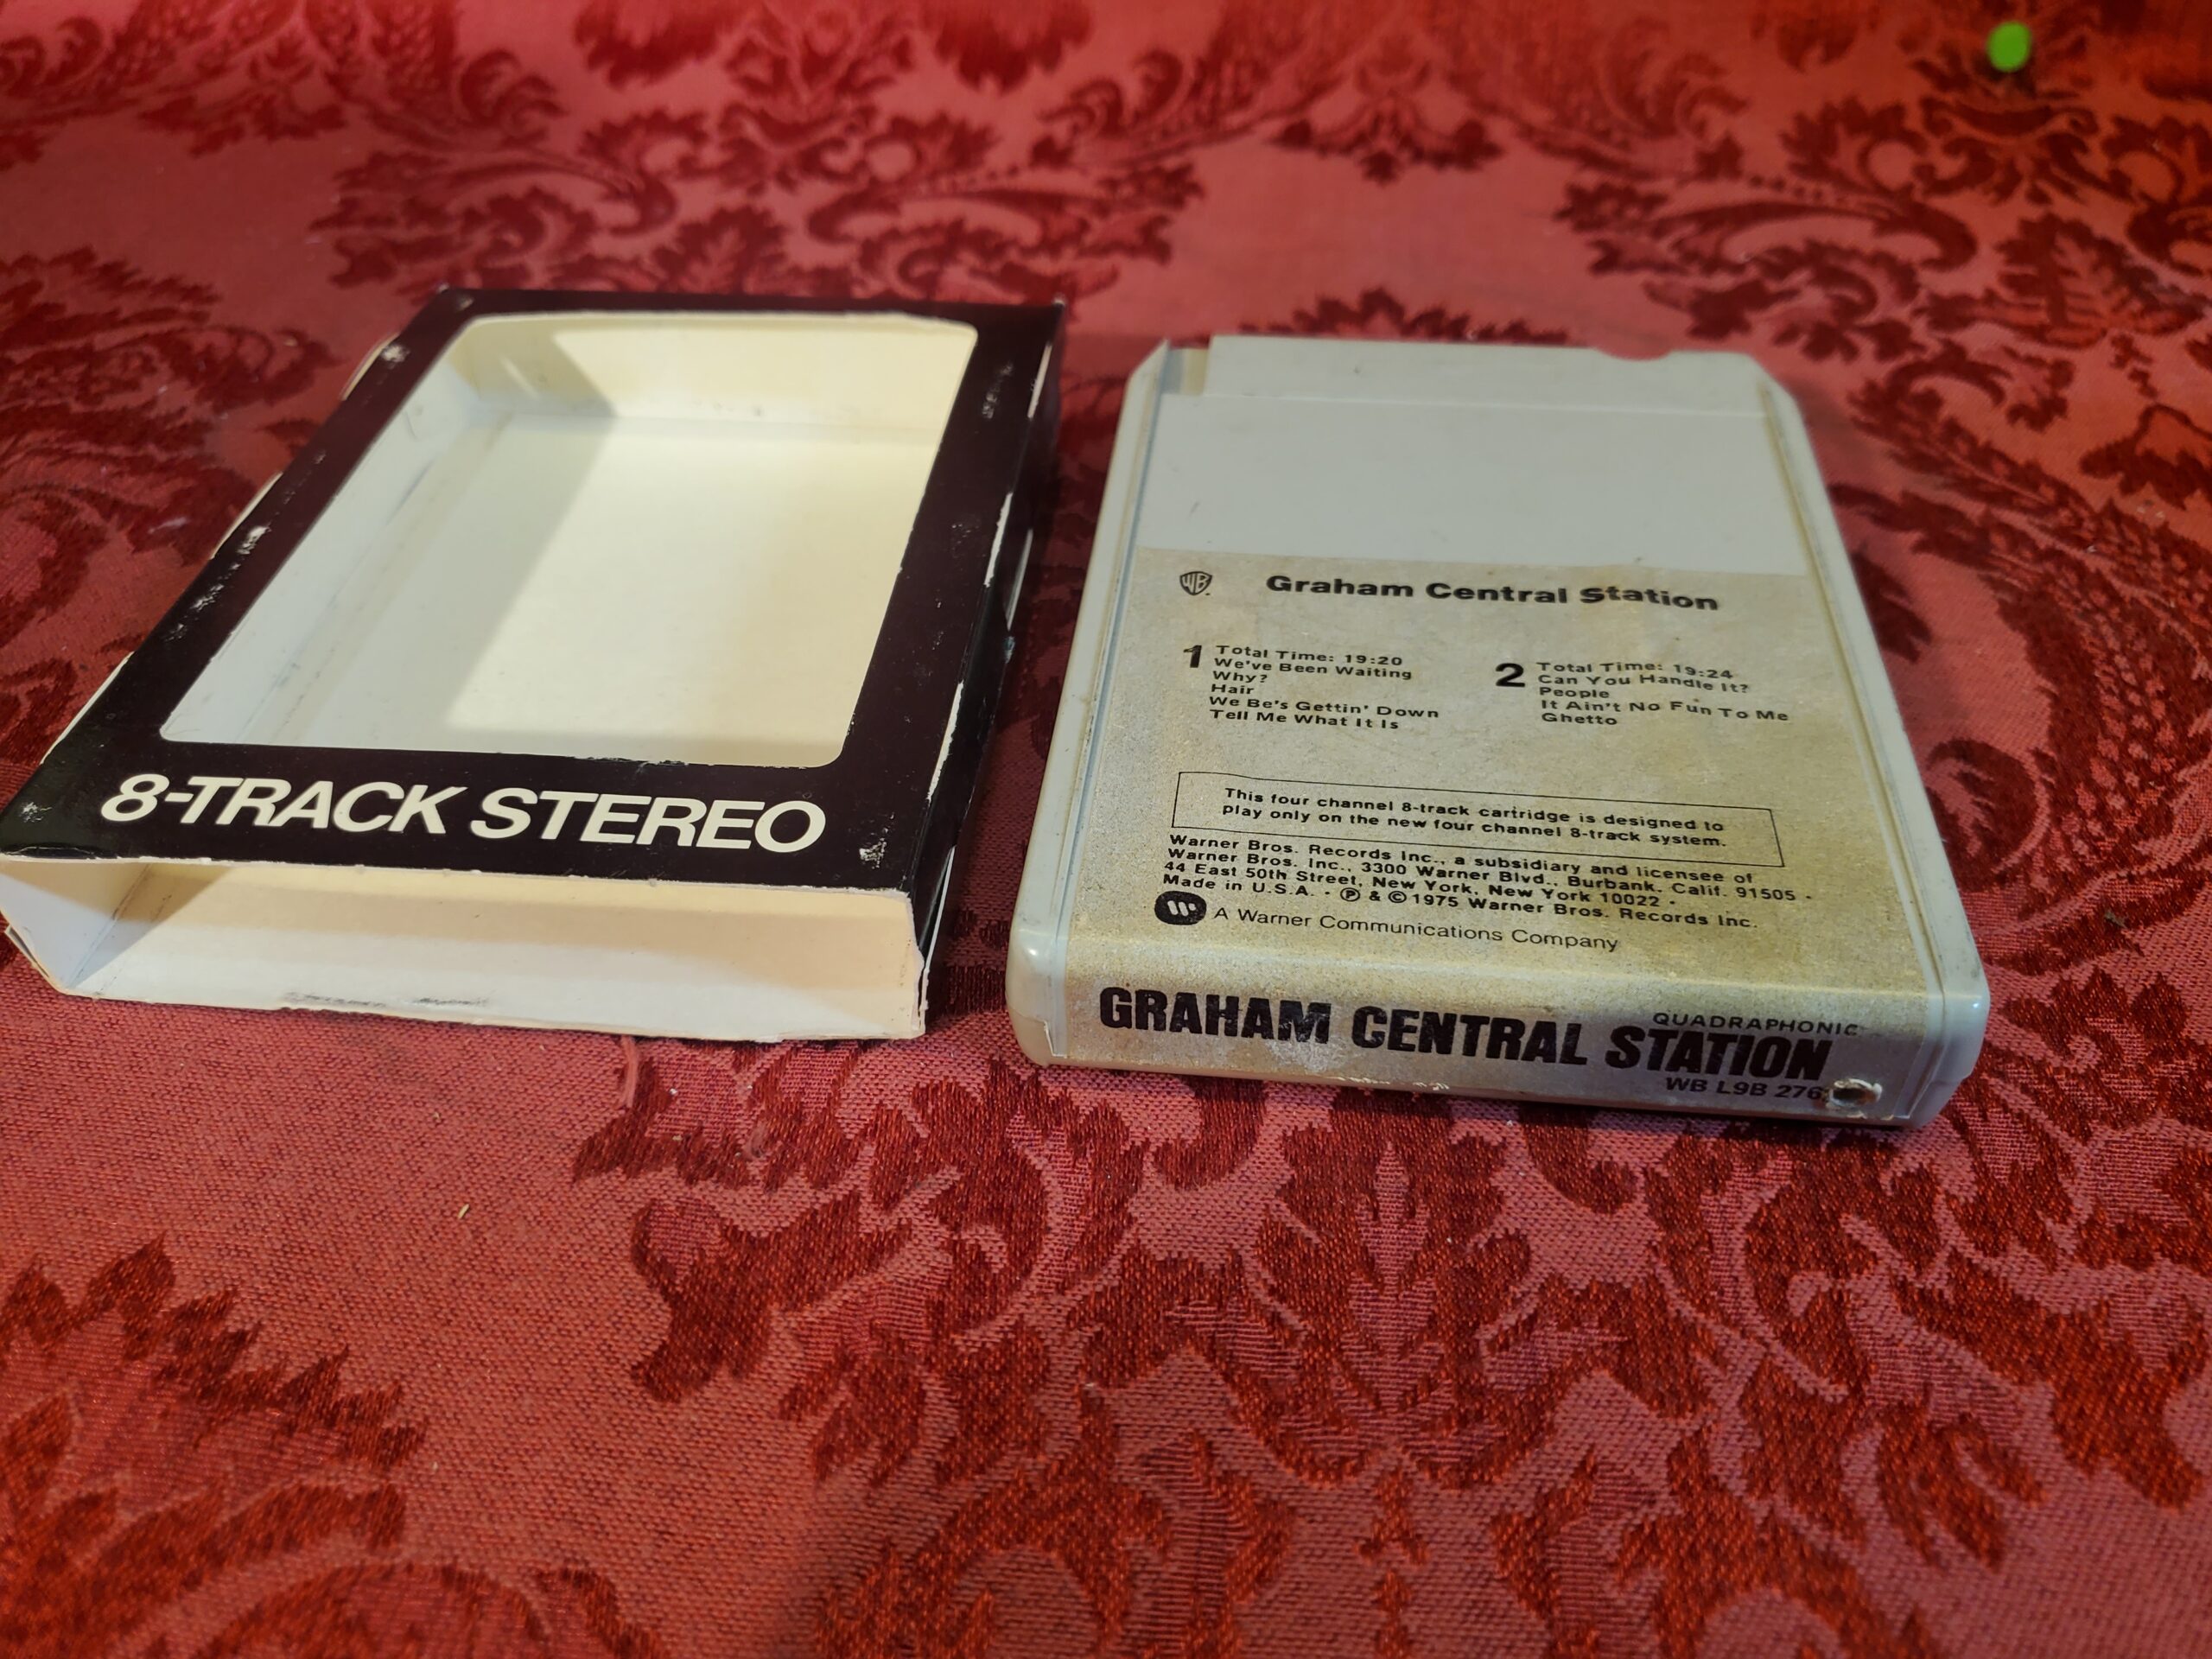 8-TRACK STEREO
WB
Graham Central Station
1 Total Time: 19:20
We've Been Waiting
Why?
Hair
We Be's Gettin' Down
Tell Me What It Is
2 Total Time: 19:24
Can You Handle It?
People
It Ain't No Fun To Me
Ghetto
This four channel 8-track cartridge is designed to
play only on the new four channel 8-track system.
Warner Bros. Records Inc., a subsidiary and licensee of
Warner Bros. Inc., 3300 Warner Blvd., Burbank, Calif. 91505 •
44 East 50th Street, New York, New York 10022 •
Made in U.S.A. • ℗ & © 1975 Warner Bros. Records Inc.
A Warner Communications Company
QUADRAPHONIC
GRAHAM CENTRAL STATION
WB L9B 276